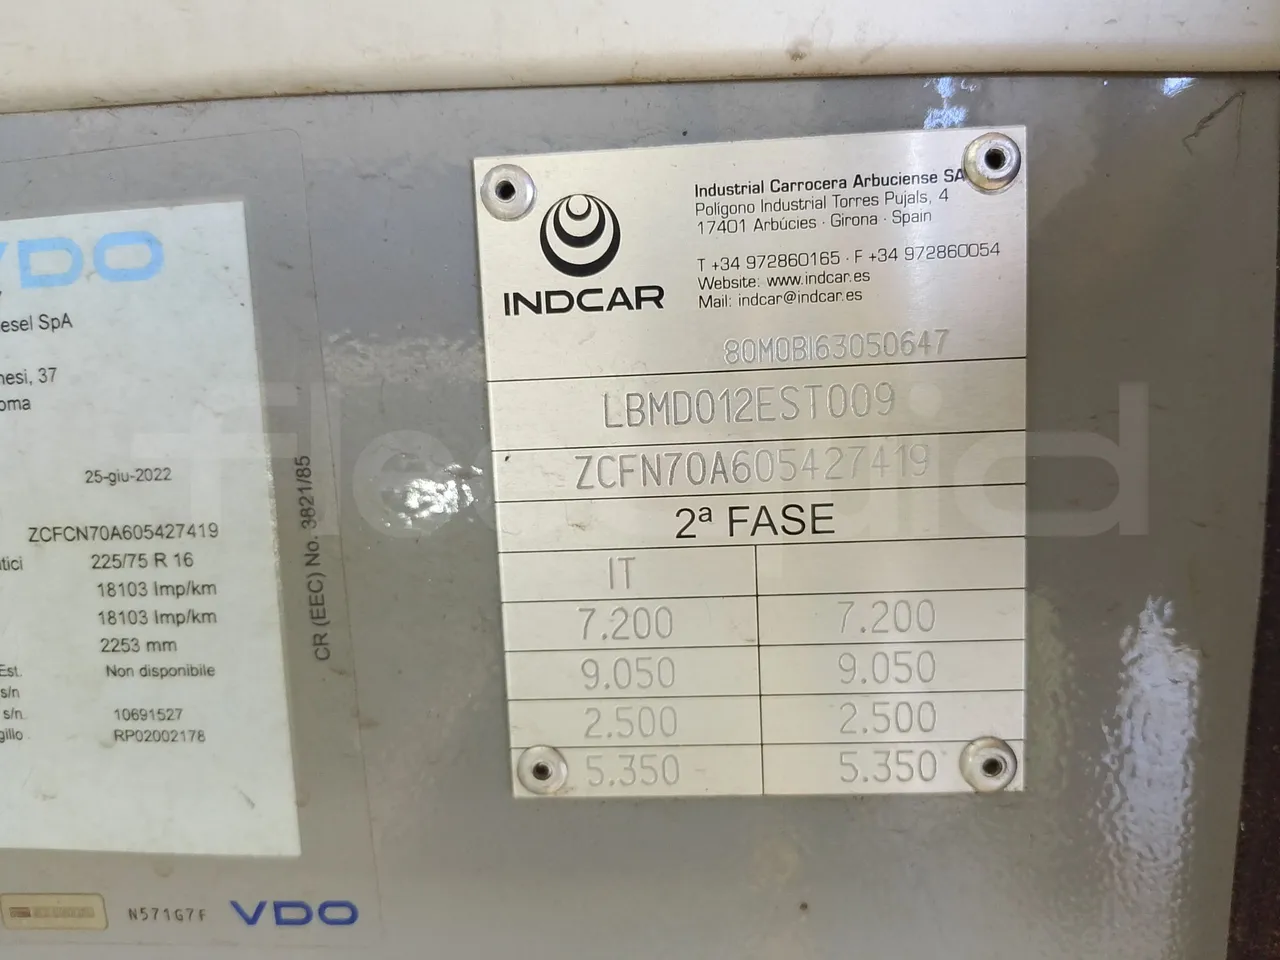 VDO
esel SpA
nesi, 37
oma
25-giu-2022
ZCFCN70A605427419
tici 225/75 R 16
18103 Imp/km
18103 Imp/km
2253 mm
Est. Non disponibile
s/n
s/n. 10691527
gillo RP02002178
CR (EEC) No. 3821/85
N571G7F VDO
INDCAR
Industrial Carrocera Arbuciense SA
Polígono Industrial Torres Pujals, 4
17401 Arbúcies · Girona · Spain
T +34 972860165 · F +34 972860054
Website: www.indcar.es
Mail: indcar@indcar.es
80M0BI63050647
LBMD012EST009
ZCFN70A605427419
2ª FASE
IT
7.200 7.200
9.050 9.050
2.500 2.500
5.350 5.350